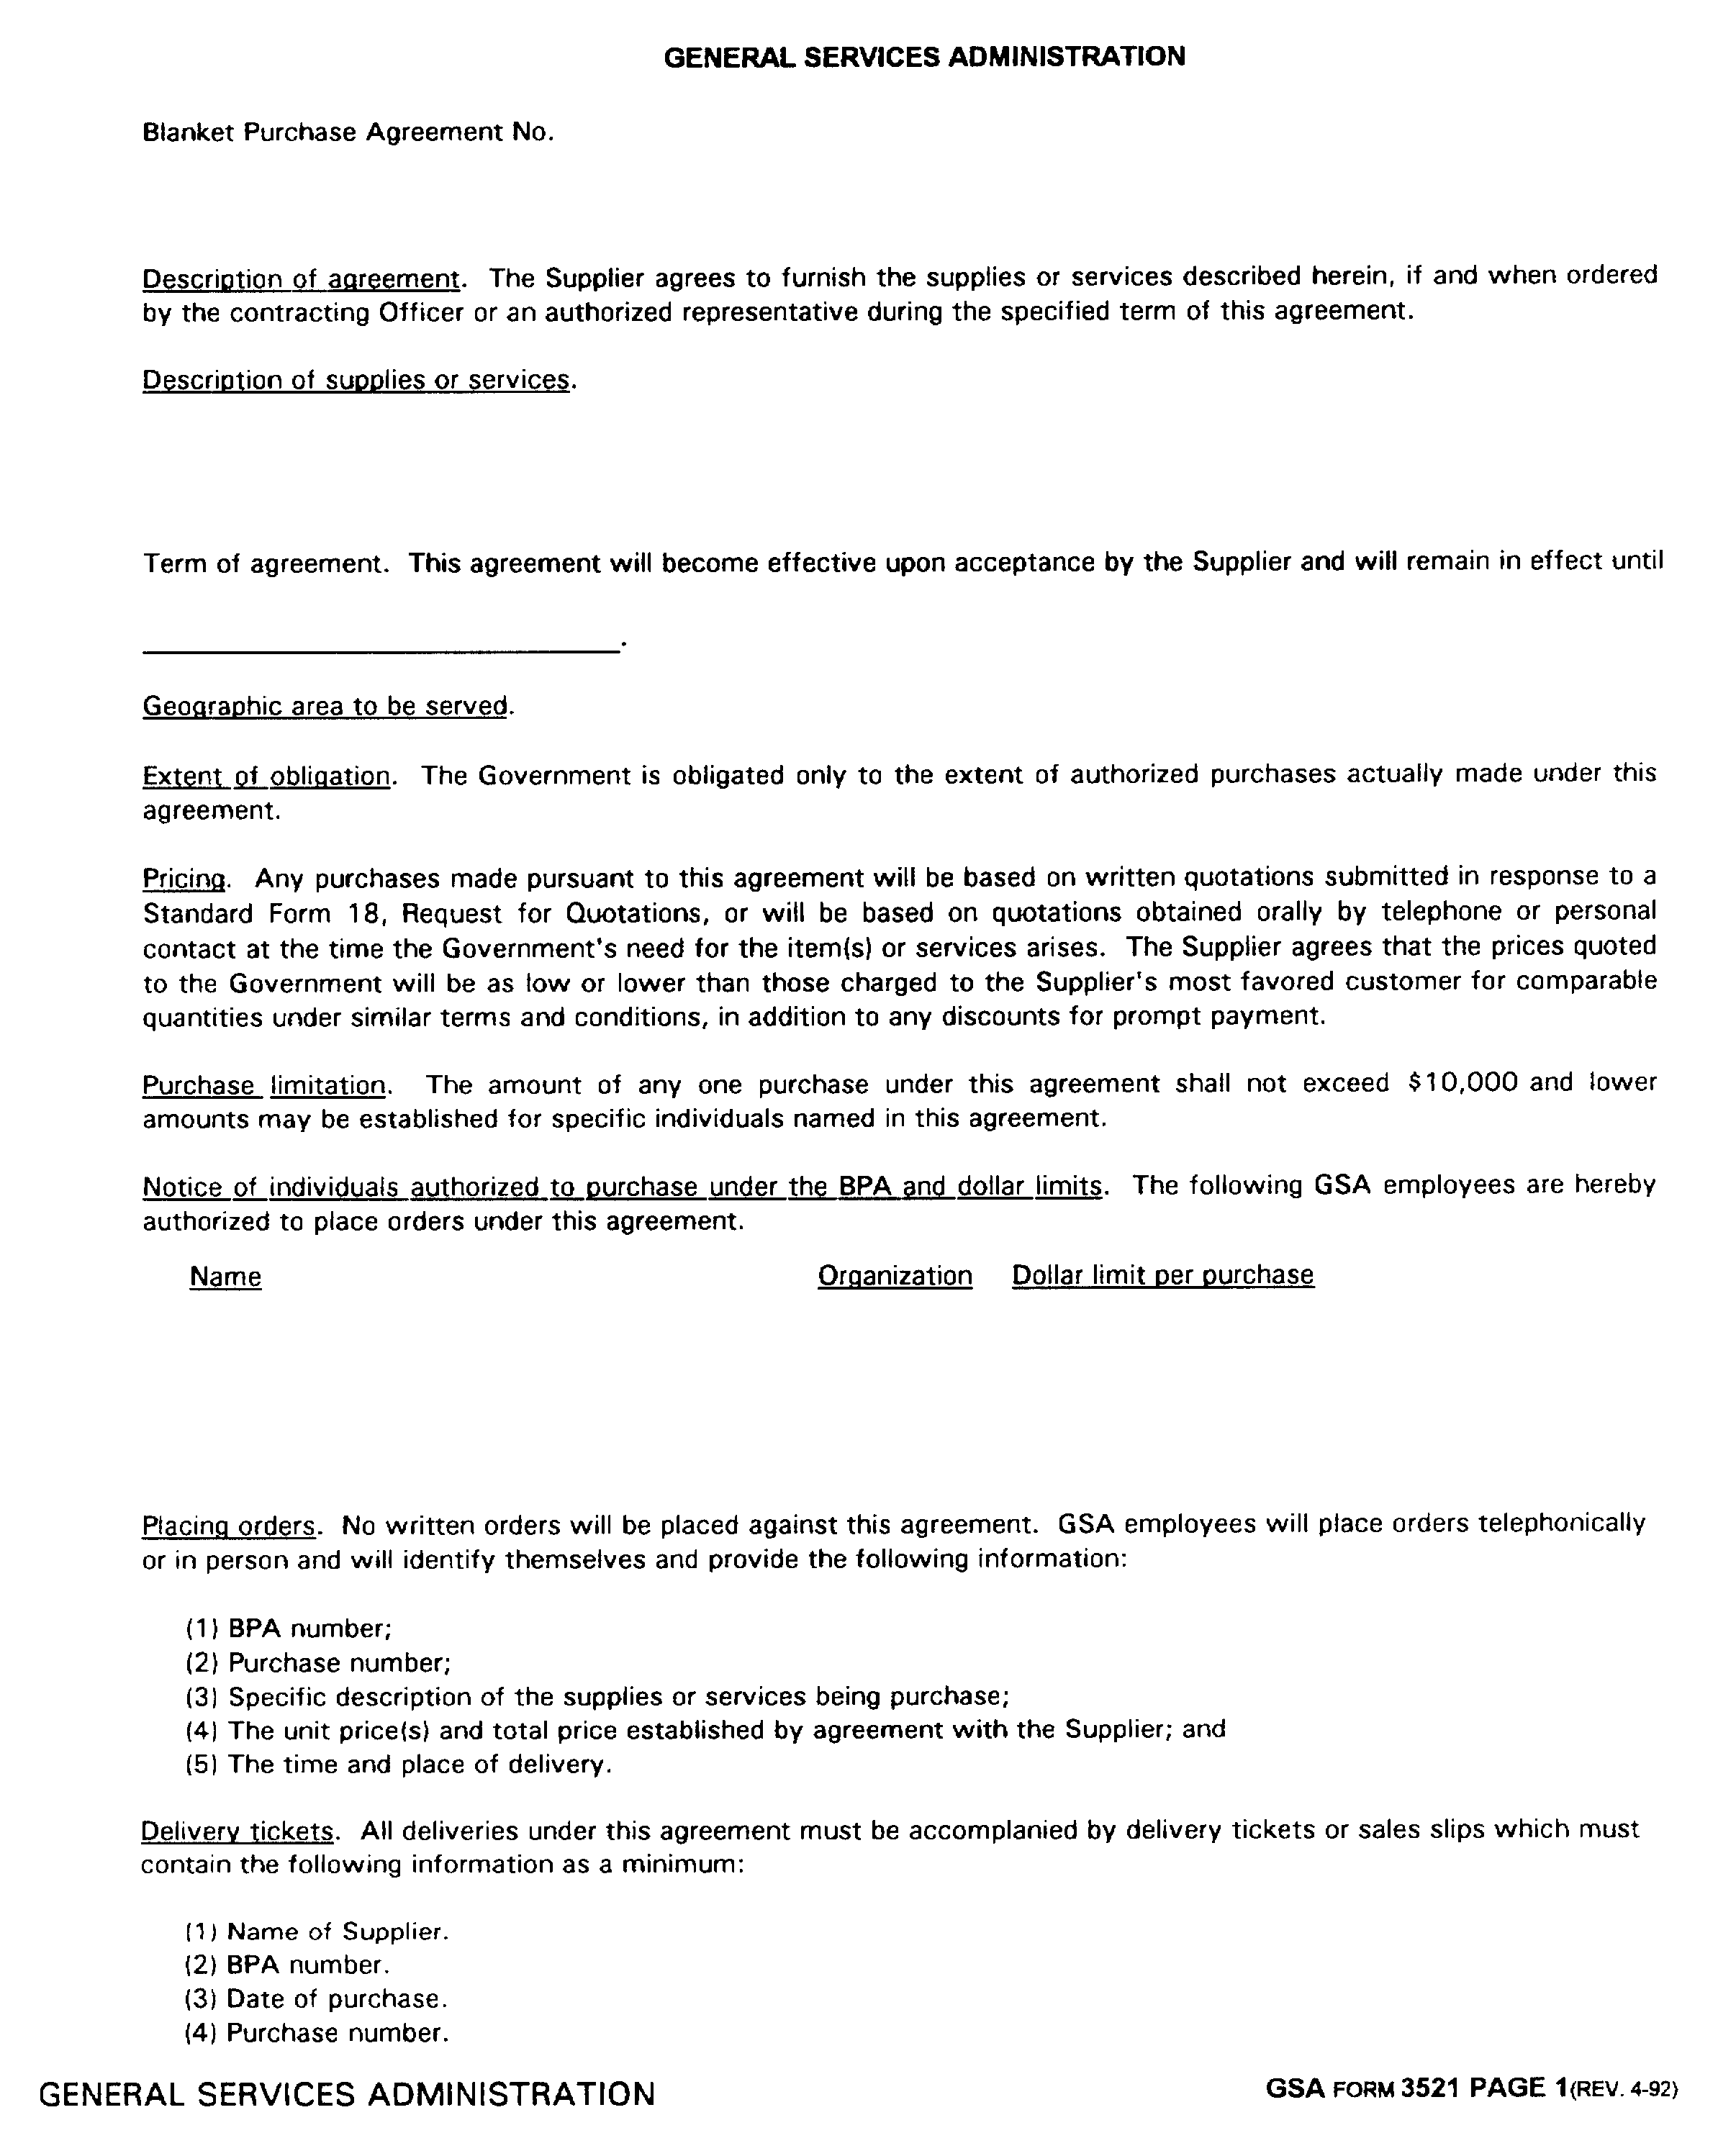 GENERAL SERVICES ADMINISTRATION
Blanket Purchase Agreement No.
Description of agreement. The Supplier agrees to furnish the supplies or services described herein, if and when ordered
by the contracting Officer or an authorized representative during the specified term of this agreement.
Description of supplies or services.
Term of agreement. This agreement will become effective upon acceptance by the Supplier and will remain in effect until
.
Geographic area to be served.
Extent of obligation. The Government is obligated only to the extent of authorized purchases actually made under this
agreement.
Pricing. Any purchases made pursuant to this agreement will be based on written quotations submitted in response to a
Standard Form 18, Request for Quotations, or will be based on quotations obtained orally by telephone or personal
contact at the time the Government's need for the item(s) or services arises. The Supplier agrees that the prices quoted
to the Government will be as low or lower than those charged to the Supplier's most favored customer for comparable
quantities under similar terms and conditions, in addition to any discounts for prompt payment.
Purchase limitation. The amount of any one purchase under this agreement shall not exceed $10,000 and lower
amounts may be established for specific individuals named in this agreement.
Notice of individuals authorized to purchase under the BPA and dollar limits. The following GSA employees are hereby
authorized to place orders under this agreement.
Name Organization Dollar limit per purchase
Placing orders. No written orders will be placed against this agreement. GSA employees will place orders telephonically
or in person and will identify themselves and provide the following information:
(1) BPA number;
(2) Purchase number;
(3) Specific description of the supplies or services being purchase;
(4) The unit price(s) and total price established by agreement with the Supplier; and
(5) The time and place of delivery.
Delivery tickets. All deliveries under this agreement must be accomplanied by delivery tickets or sales slips which must
contain the following information as a minimum:
(1) Name of Supplier.
(2) BPA number.
(3) Date of purchase.
(4) Purchase number.
GENERAL SERVICES ADMINISTRATION GSA FORM 3521 PAGE 1 (REV. 4-92)